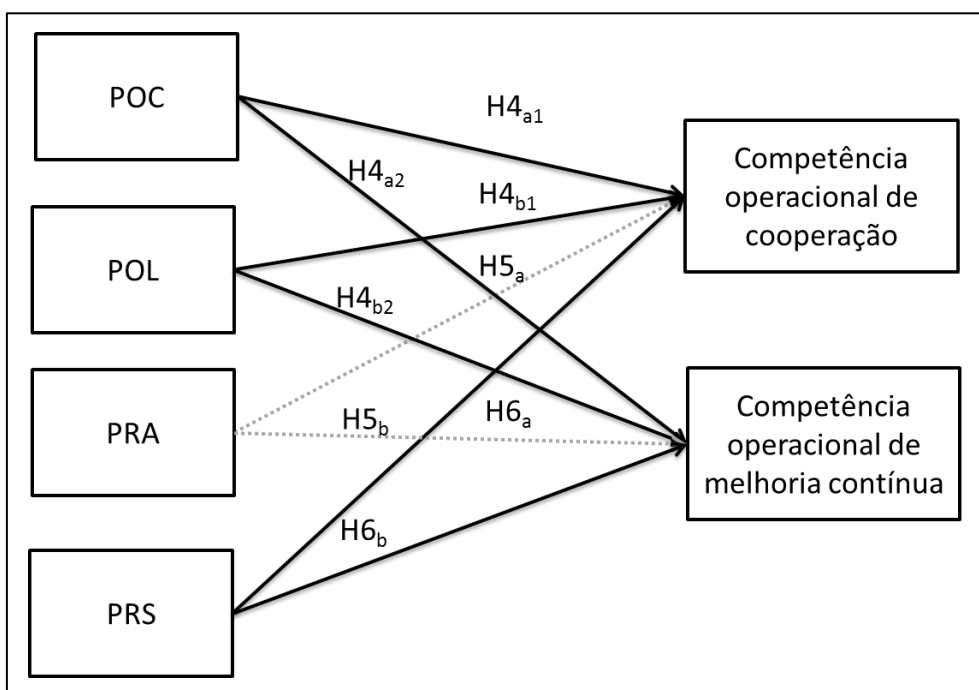 POC
H4a1
Competência
operacional de
cooperação
H4a2
H4b1
POL
H5a
H4b2
PRA
H5b
H6a
Competência
operacional de
melhoria contínua
H6b
PRS